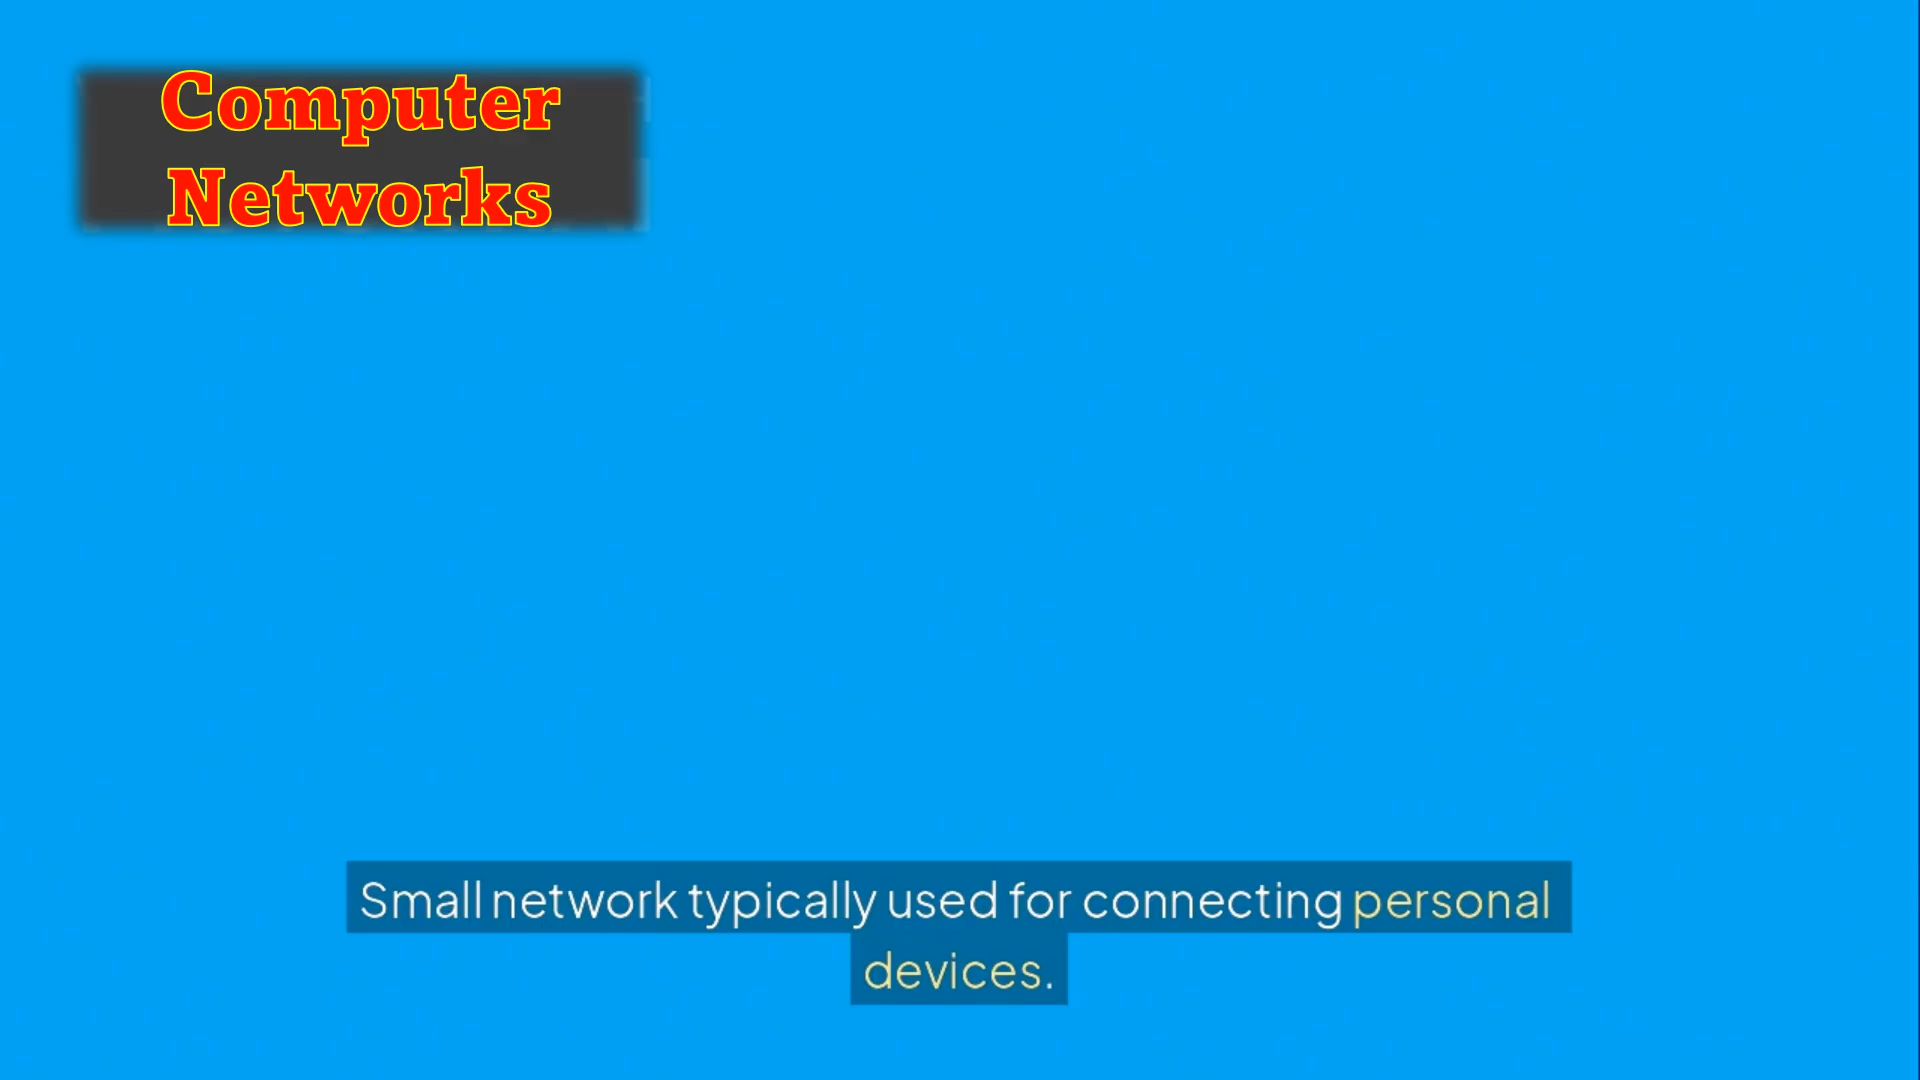 Computer
Networks
Small network typically used for connecting personal
devices.